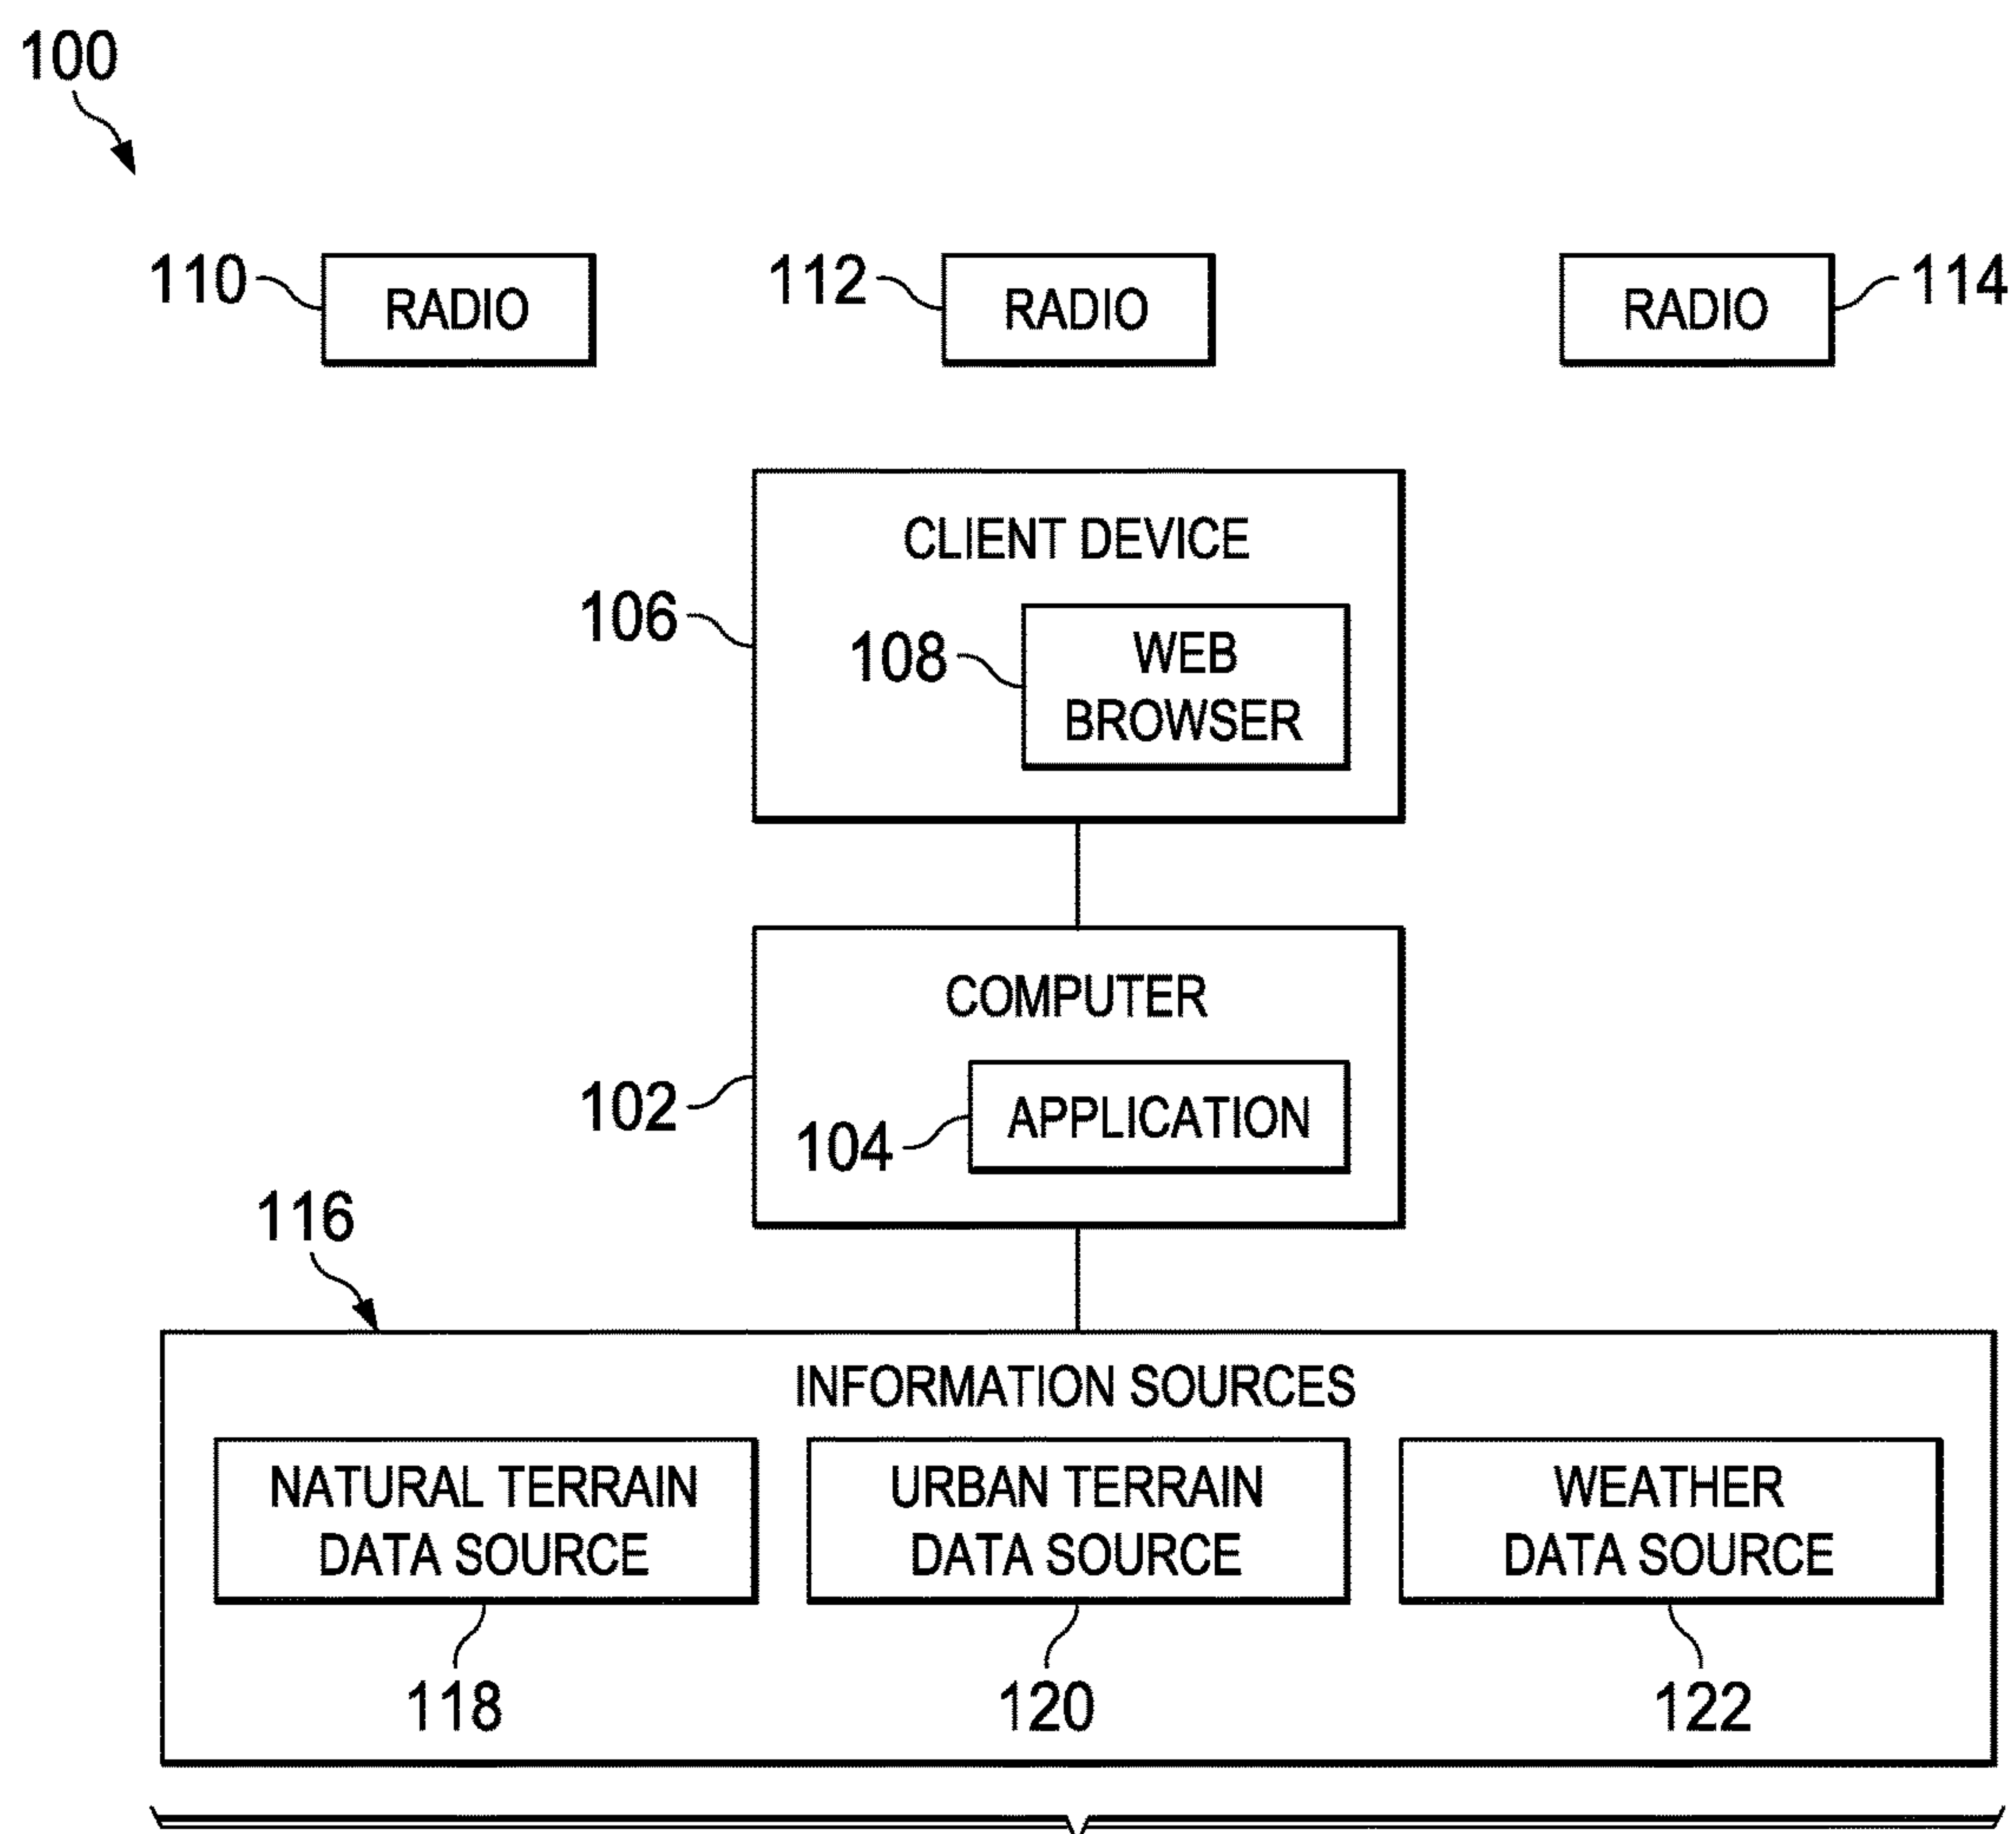 100
110
RADIO
112
RADIO
RADIO
114
CLIENT DEVICE
106
108
WEB
BROWSER
COMPUTER
102
104
APPLICATION
116
INFORMATION SOURCES
NATURAL TERRAIN
DATA SOURCE
URBAN TERRAIN
DATA SOURCE
WEATHER
DATA SOURCE
118
120
122